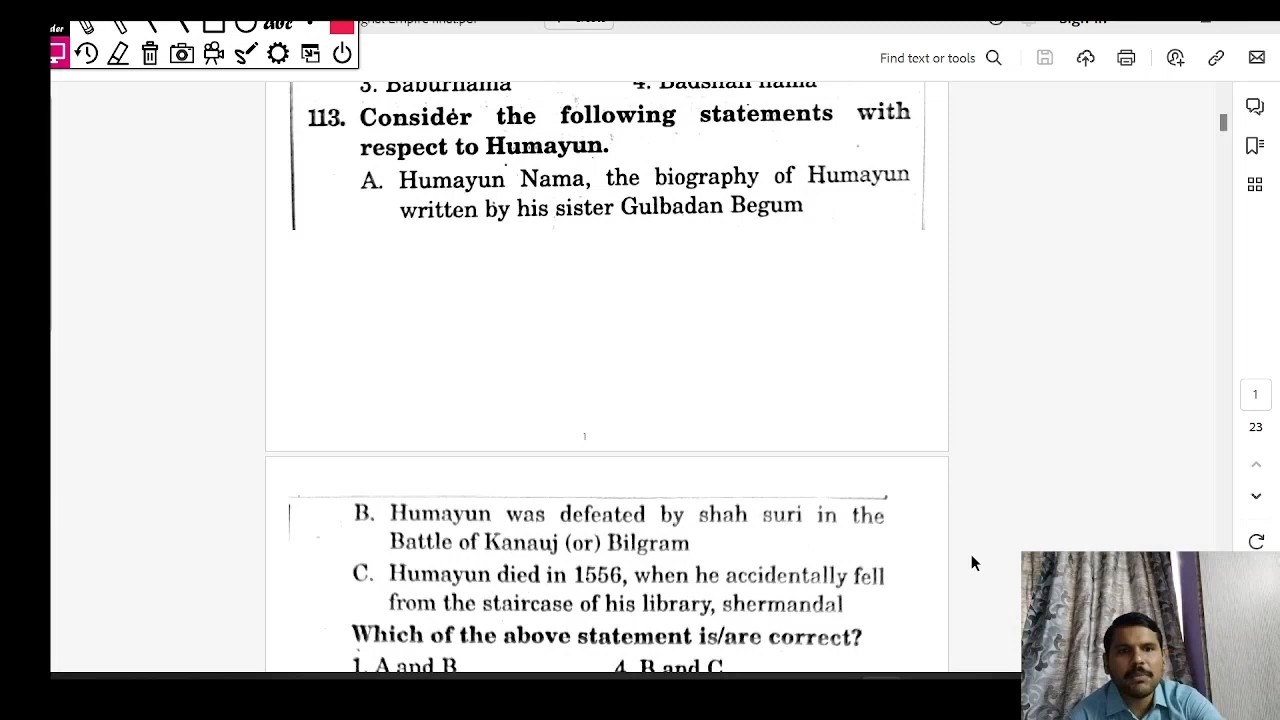 der
abc
Find text or tools
3. Baburnama
113. Consider the following statements with
respect to Humayun.
A. Humayun Nama, the biography of Humayun
written by his sister Gulbadan Begum
1
B. Humayun was defeated by shah suri in the
Battle of Kanauj (or) Bilgram
C. Humayun died in 1556, when he accidentally fell
from the staircase of his library, shermandal
Which of the above statement is/are correct?
1. A and B 4. B and C
1
23